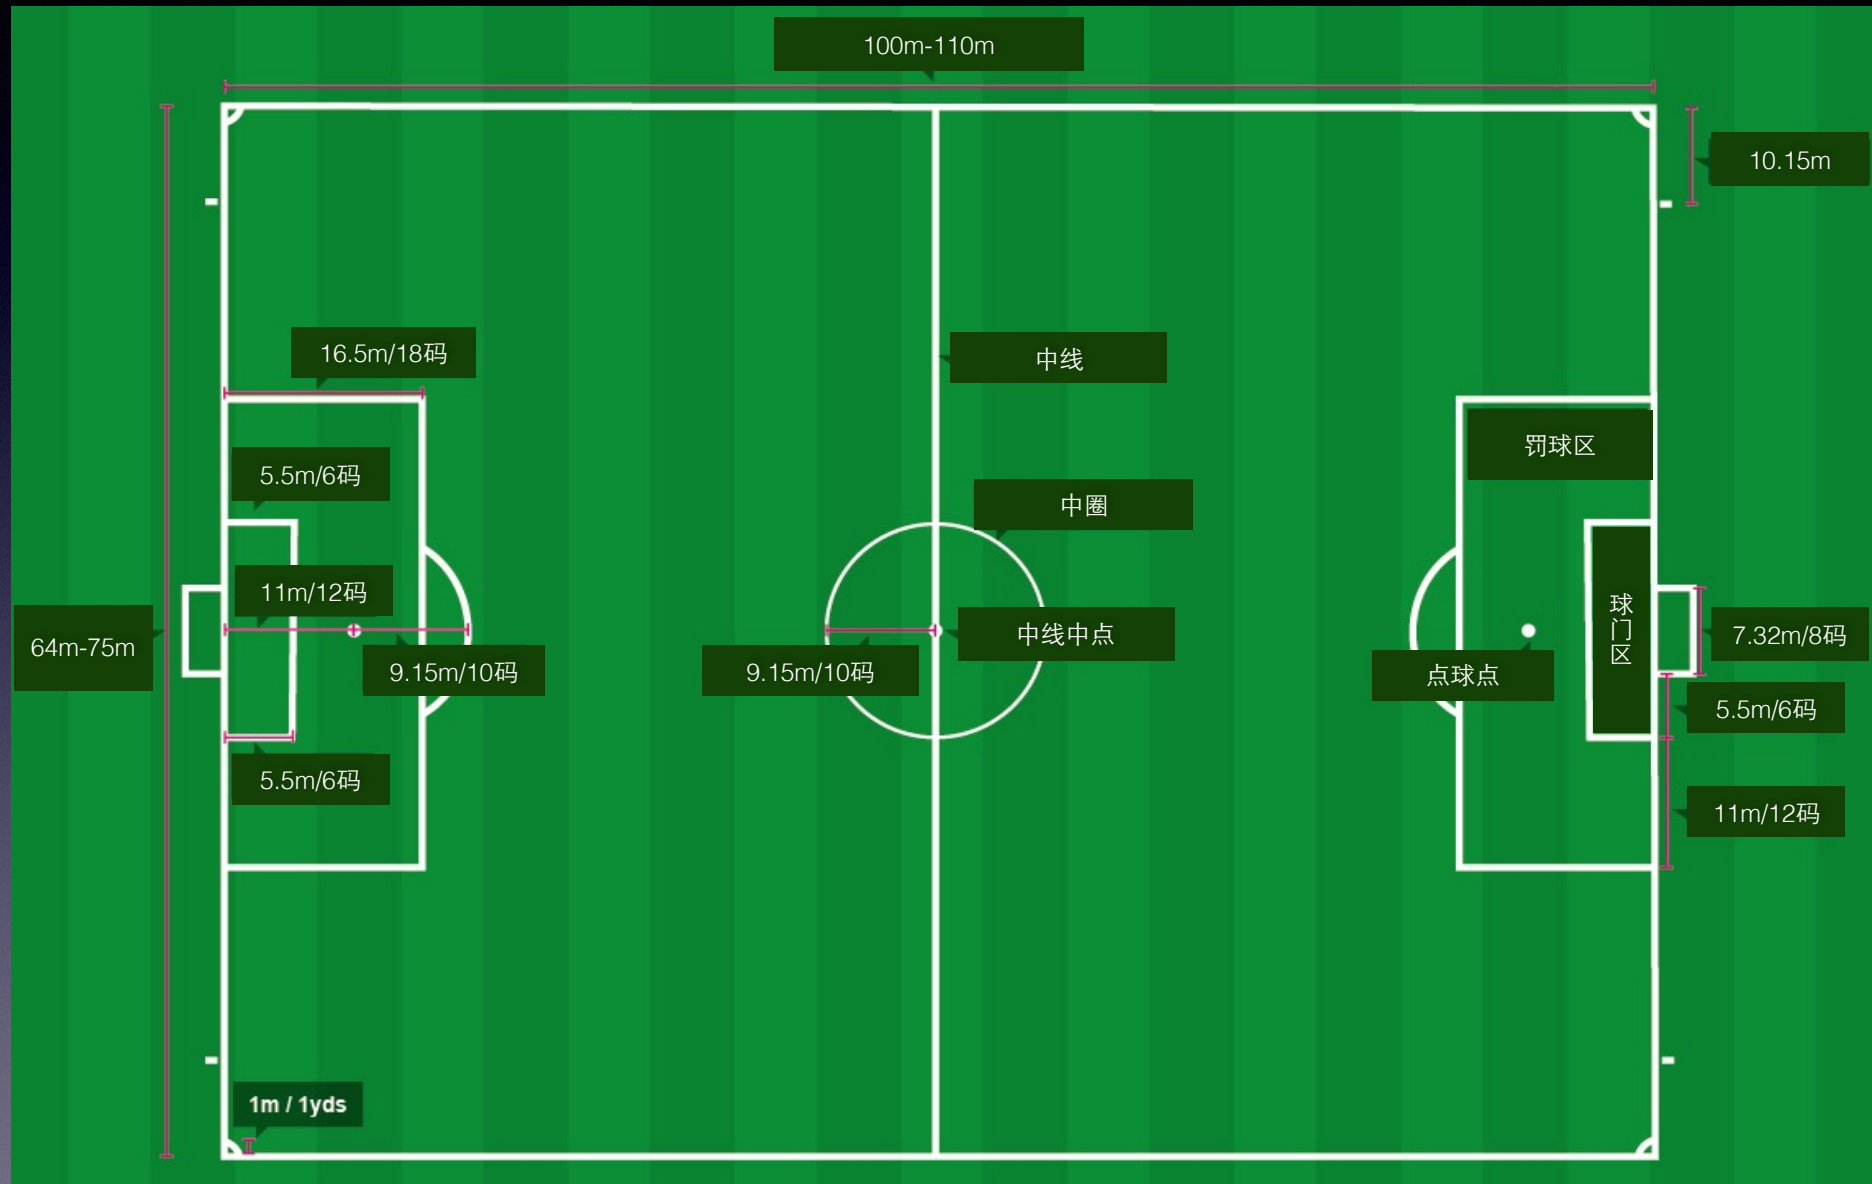 100m-110m
10.15m
16.5m/18码
中线
罚球区
5.5m/6码
中圈
11m/12码
球门区
64m-75m
中线中点
7.32m/8码
9.15m/10码
9.15m/10码
点球点
5.5m/6码
5.5m/6码
11m/12码
1m / 1yds